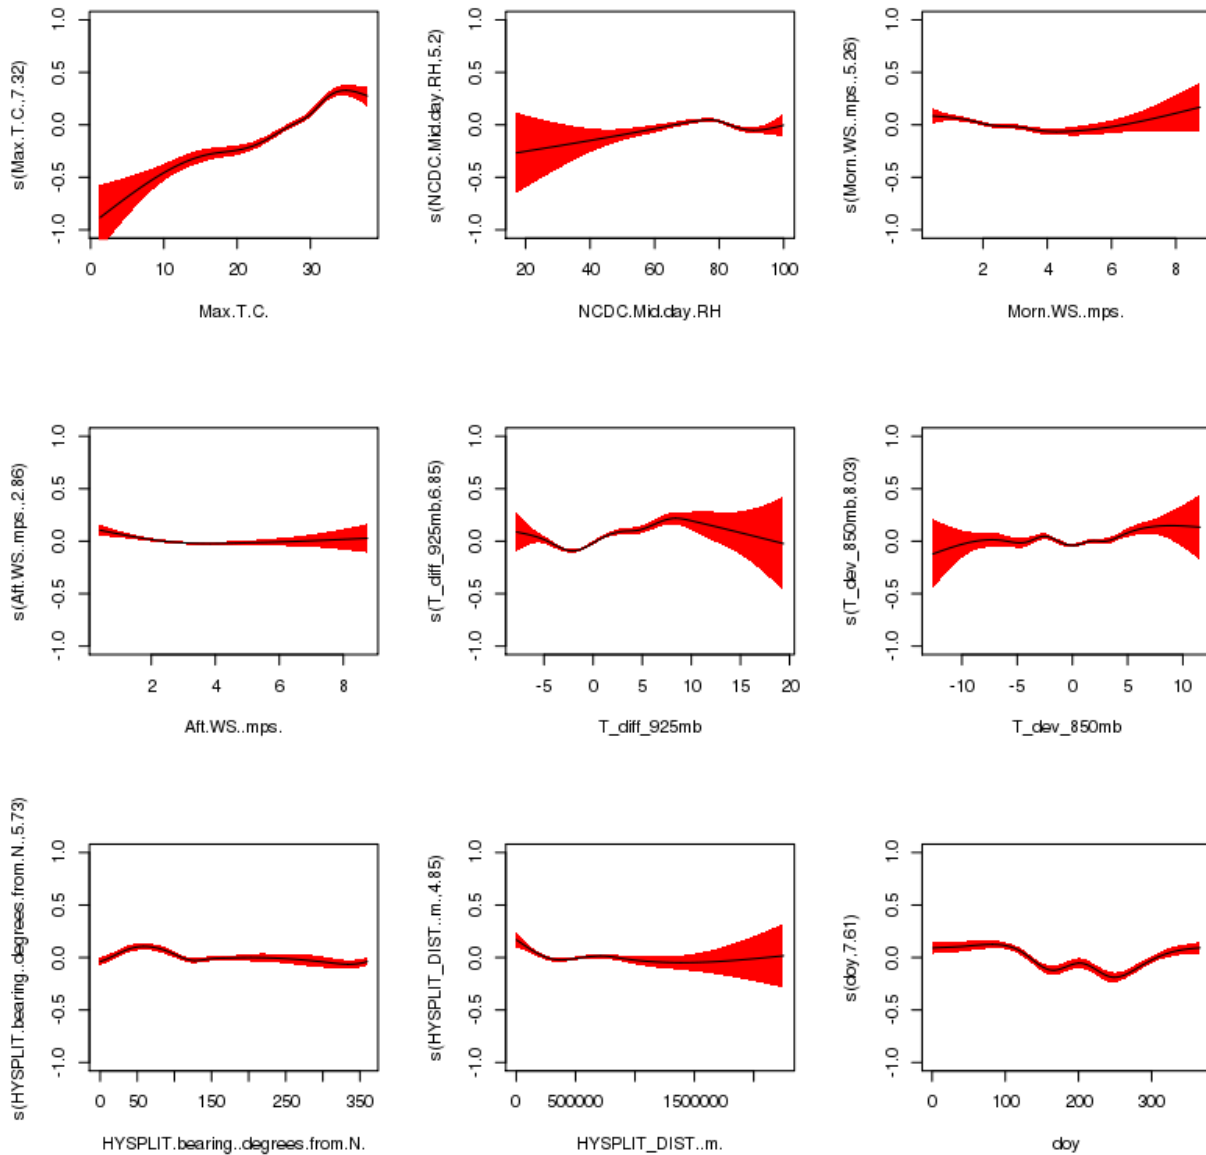 s(Max.T.C.,7.32)
1.0
0.5
0.0
-0.5
-1.0
0 10 20 30
Max.T.C.
s(NCDC.Mid.day.RH,5.2)
1.0
0.5
0.0
-0.5
-1.0
20 40 60 80 100
NCDC.Mid.day.RH
s(Morn.WS..mps.,5.26)
1.0
0.5
0.0
-0.5
-1.0
2 4 6 8
Morn.WS..mps.
s(Aft.WS..mps.,2.86)
1.0
0.5
0.0
-0.5
-1.0
2 4 6 8
Aft.WS..mps.
s(T_diff_925mb,6.85)
1.0
0.5
0.0
-0.5
-1.0
-5 0 5 10 15 20
T_diff_925mb
s(T_dev_850mb,8.03)
1.0
0.5
0.0
-0.5
-1.0
-10 -5 0 5 10
T_dev_850mb
s(HYSPLIT.bearing..degrees.from.N.,5.73)
1.0
0.5
0.0
-0.5
-1.0
0 50 150 250 350
HYSPLIT.bearing..degrees.from.N.
s(HYSPLIT_DIST..m.,4.85)
1.0
0.5
0.0
-0.5
-1.0
0 500000 1500000
HYSPLIT_DIST..m.
s(doy,7.61)
1.0
0.5
0.0
-0.5
-1.0
0 100 200 300
doy